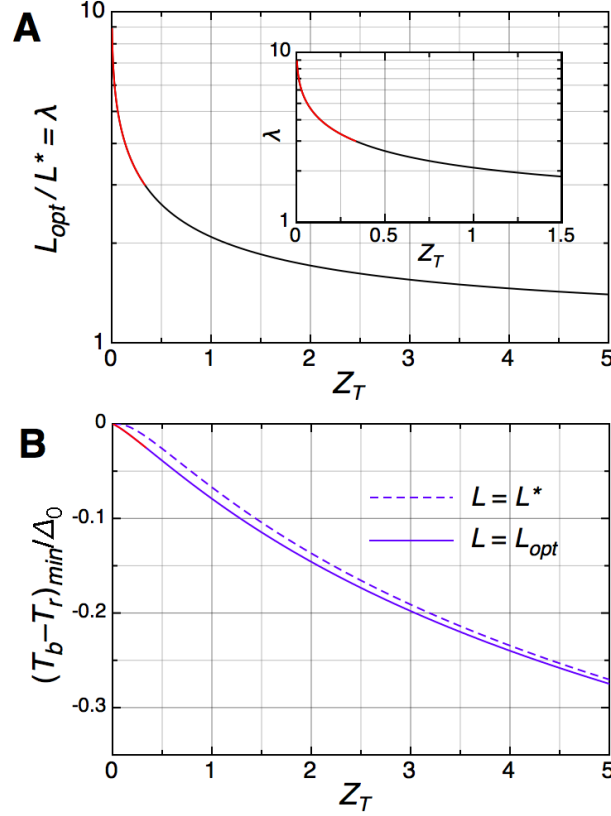 A
L_opt / L* = λ
10
1
0
1
2
3
4
5
Z_T
λ
10
1
0
0.5
1
1.5
Z_T
B
(T_b–T_r)_min/Δ_0
0
-0.1
-0.2
-0.3
0
1
2
3
4
5
Z_T
L = L*
L = L_opt